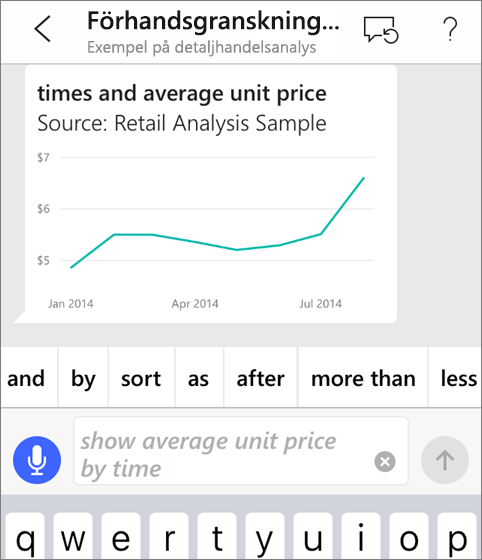 Förhandsgranskning...
Exempel på detaljhandelsanalys
?
times and average unit price
Source: Retail Analysis Sample
$7
$6
$5
Jan 2014 Apr 2014 Jul 2014
and by sort as after more than less
show average unit price
by time
q w e r t y u i o p